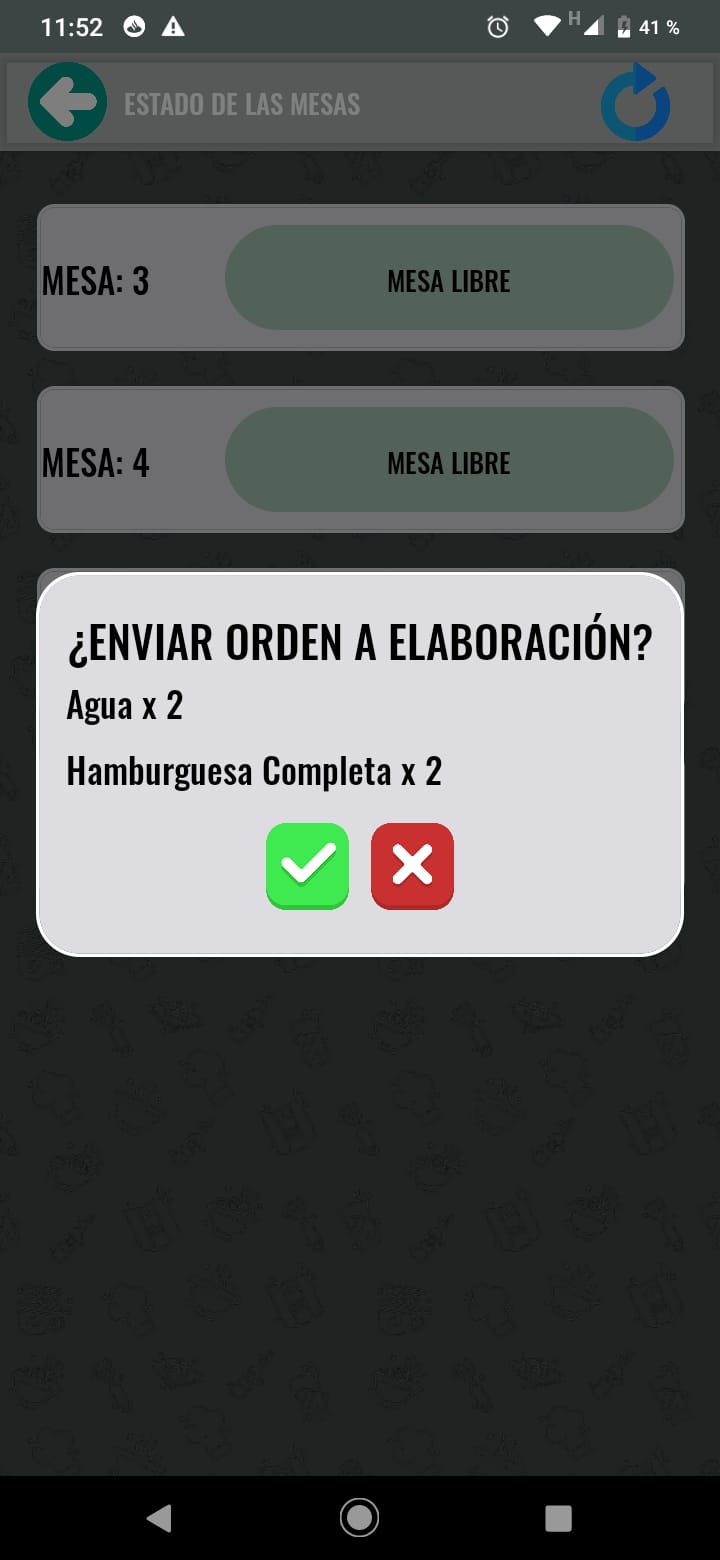 11:52
H
41 %
ESTADO DE LAS MESAS
MESA: 3
MESA LIBRE
MESA: 4
MESA LIBRE
¿ENVIAR ORDEN A ELABORACIÓN?
Agua x 2
Hamburguesa Completa x 2